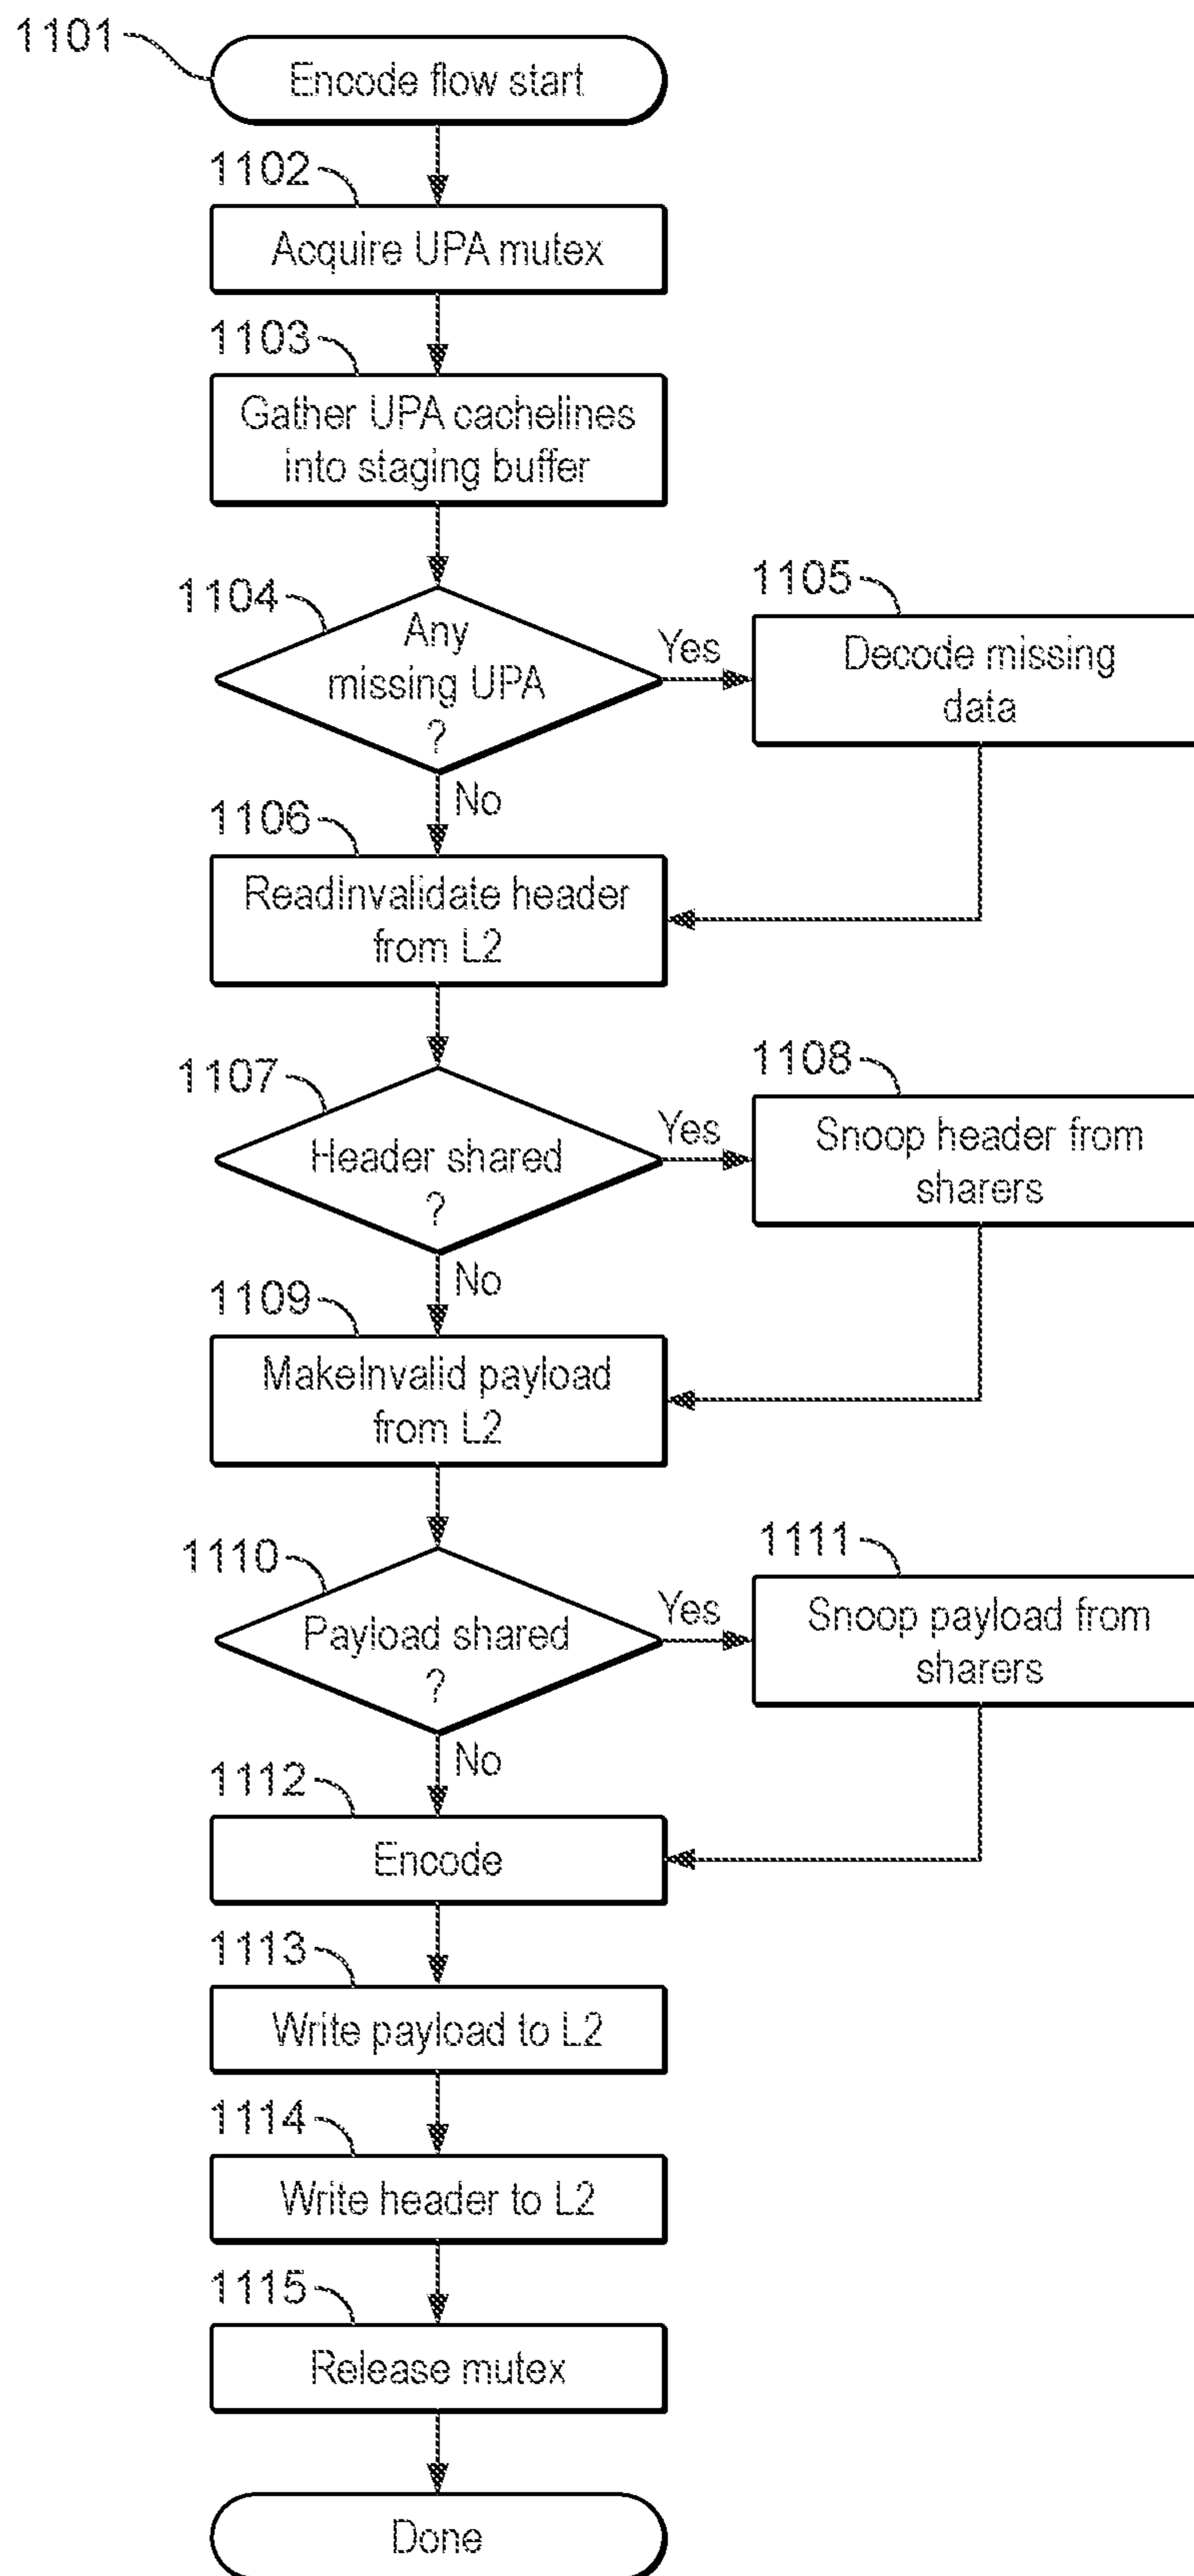 1101
Encode flow start
1102
Acquire UPA mutex
1103
Gather UPA cachelines
into staging buffer
1104
Any
missing UPA
?
Yes
1105
Decode missing
data
No
1106
ReadInvalidate header
from L2
1107
Header shared
?
Yes
1108
Snoop header from
sharers
No
1109
MakeInvalid payload
from L2
1110
Payload shared
?
Yes
1111
Snoop payload from
sharers
No
1112
Encode
1113
Write payload to L2
1114
Write header to L2
1115
Release mutex
Done